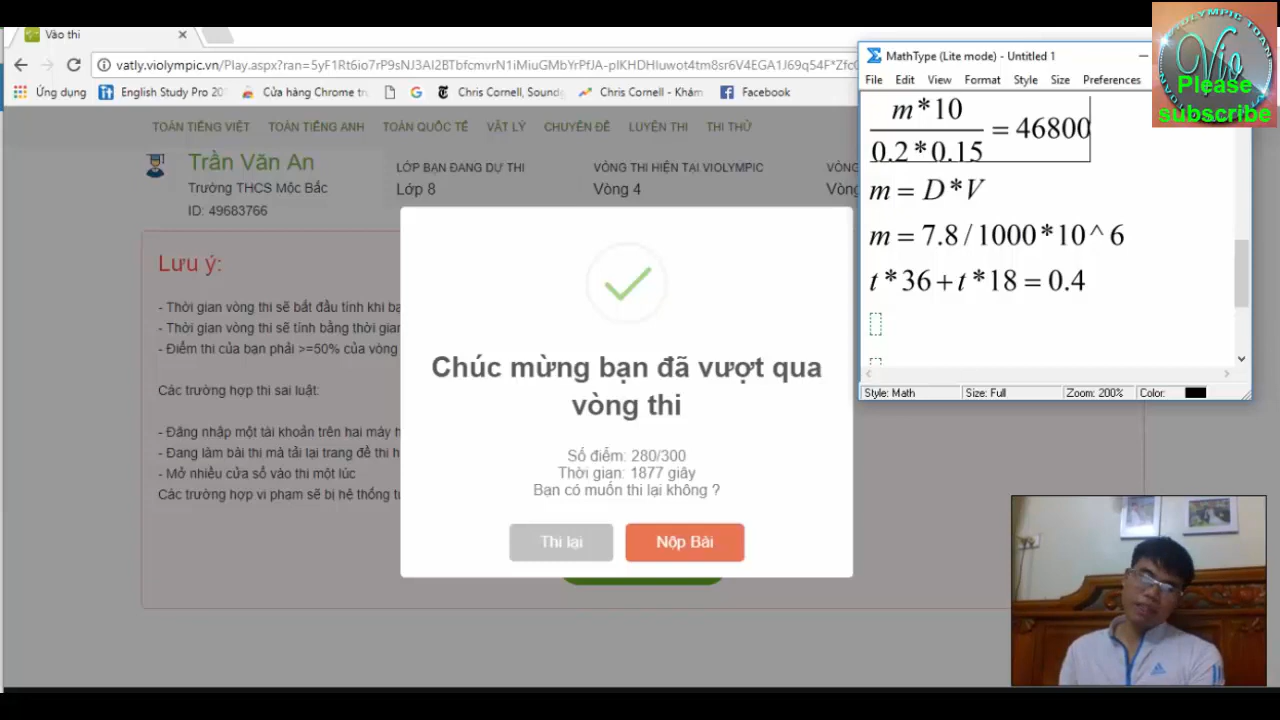 Vào thi
vatly.violympic.vn/Play.aspx?ran=5yF1Rt6io7rP9sNJ3AI2BTbfcmvrN1iMiuGMbYrPfJA-pIKHDHIuwot4tm8sr6V4EGA1J69q54F*Zfc
Ứng dụng
English Study Pro 20
Cửa hàng Chrome tr
Chris Cornell, Sound
Chris Cornell - Khám
Facebook
TOÁN TIẾNG VIỆT
TOÁN TIẾNG ANH
TOÁN QUỐC TẾ
VẬT LÝ
CHUYÊN ĐỀ
LUYỆN THI
THI THỬ
Trần Văn An
Trường THCS Mộc Bắc
ID: 49683766
LỚP BẠN ĐANG DỰ THI
Lớp 8
VÒNG THI HIỆN TẠI VIOLYMPIC
Vòng 4
VÒN
Vòng
Lưu ý:
- Thời gian vòng thi sẽ bắt đầu tính khi bạ
- Thời gian vòng thi sẽ tính bằng thời gian
- Điểm thi của bạn phải >=50% của vòng
Các trường hợp thi sai luật:
- Đăng nhập một tài khoản trên hai máy h
- Đang làm bài thi mà tải lại trang đề thi h
- Mở nhiều cửa sổ vào thi một lúc
Các trường hợp vi phạm sẽ bị hệ thống tự
Chúc mừng bạn đã vượt qua
vòng thi
Số điểm: 280/300
Thời gian: 1877 giây
Bạn có muốn thi lại không ?
Thi lại
Nộp Bài
MathType (Lite mode) - Untitled 1
File Edit View Format Style Size Preferences
m*10
0.2*0.15
= 46800
m = D*V
m = 7.8/1000*10^6
t*36+t*18 = 0.4
Style: Math
Size: Full
Zoom: 200%
Color:
VIOLYMPIC TOAN
Vio
Please
subscribe